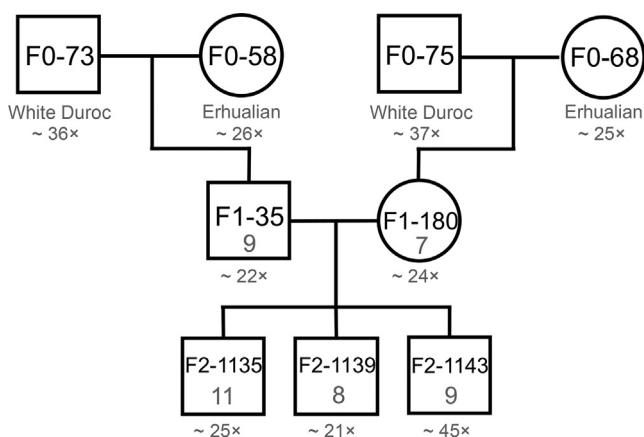 F0-73
F0-58
F0-75
F0-68
White Duroc
Erhualian
White Duroc
Erhualian
~ 36×
~ 26×
~ 37×
~ 25×
F1-35
F1-180
9
7
~ 22×
~ 24×
F2-1135
F2-1139
F2-1143
11
8
9
~ 25×
~ 21×
~ 45×